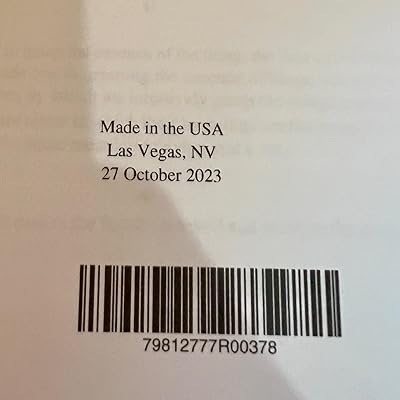 Made in the USA
Las Vegas, NV
27 October 2023
79812777R00378